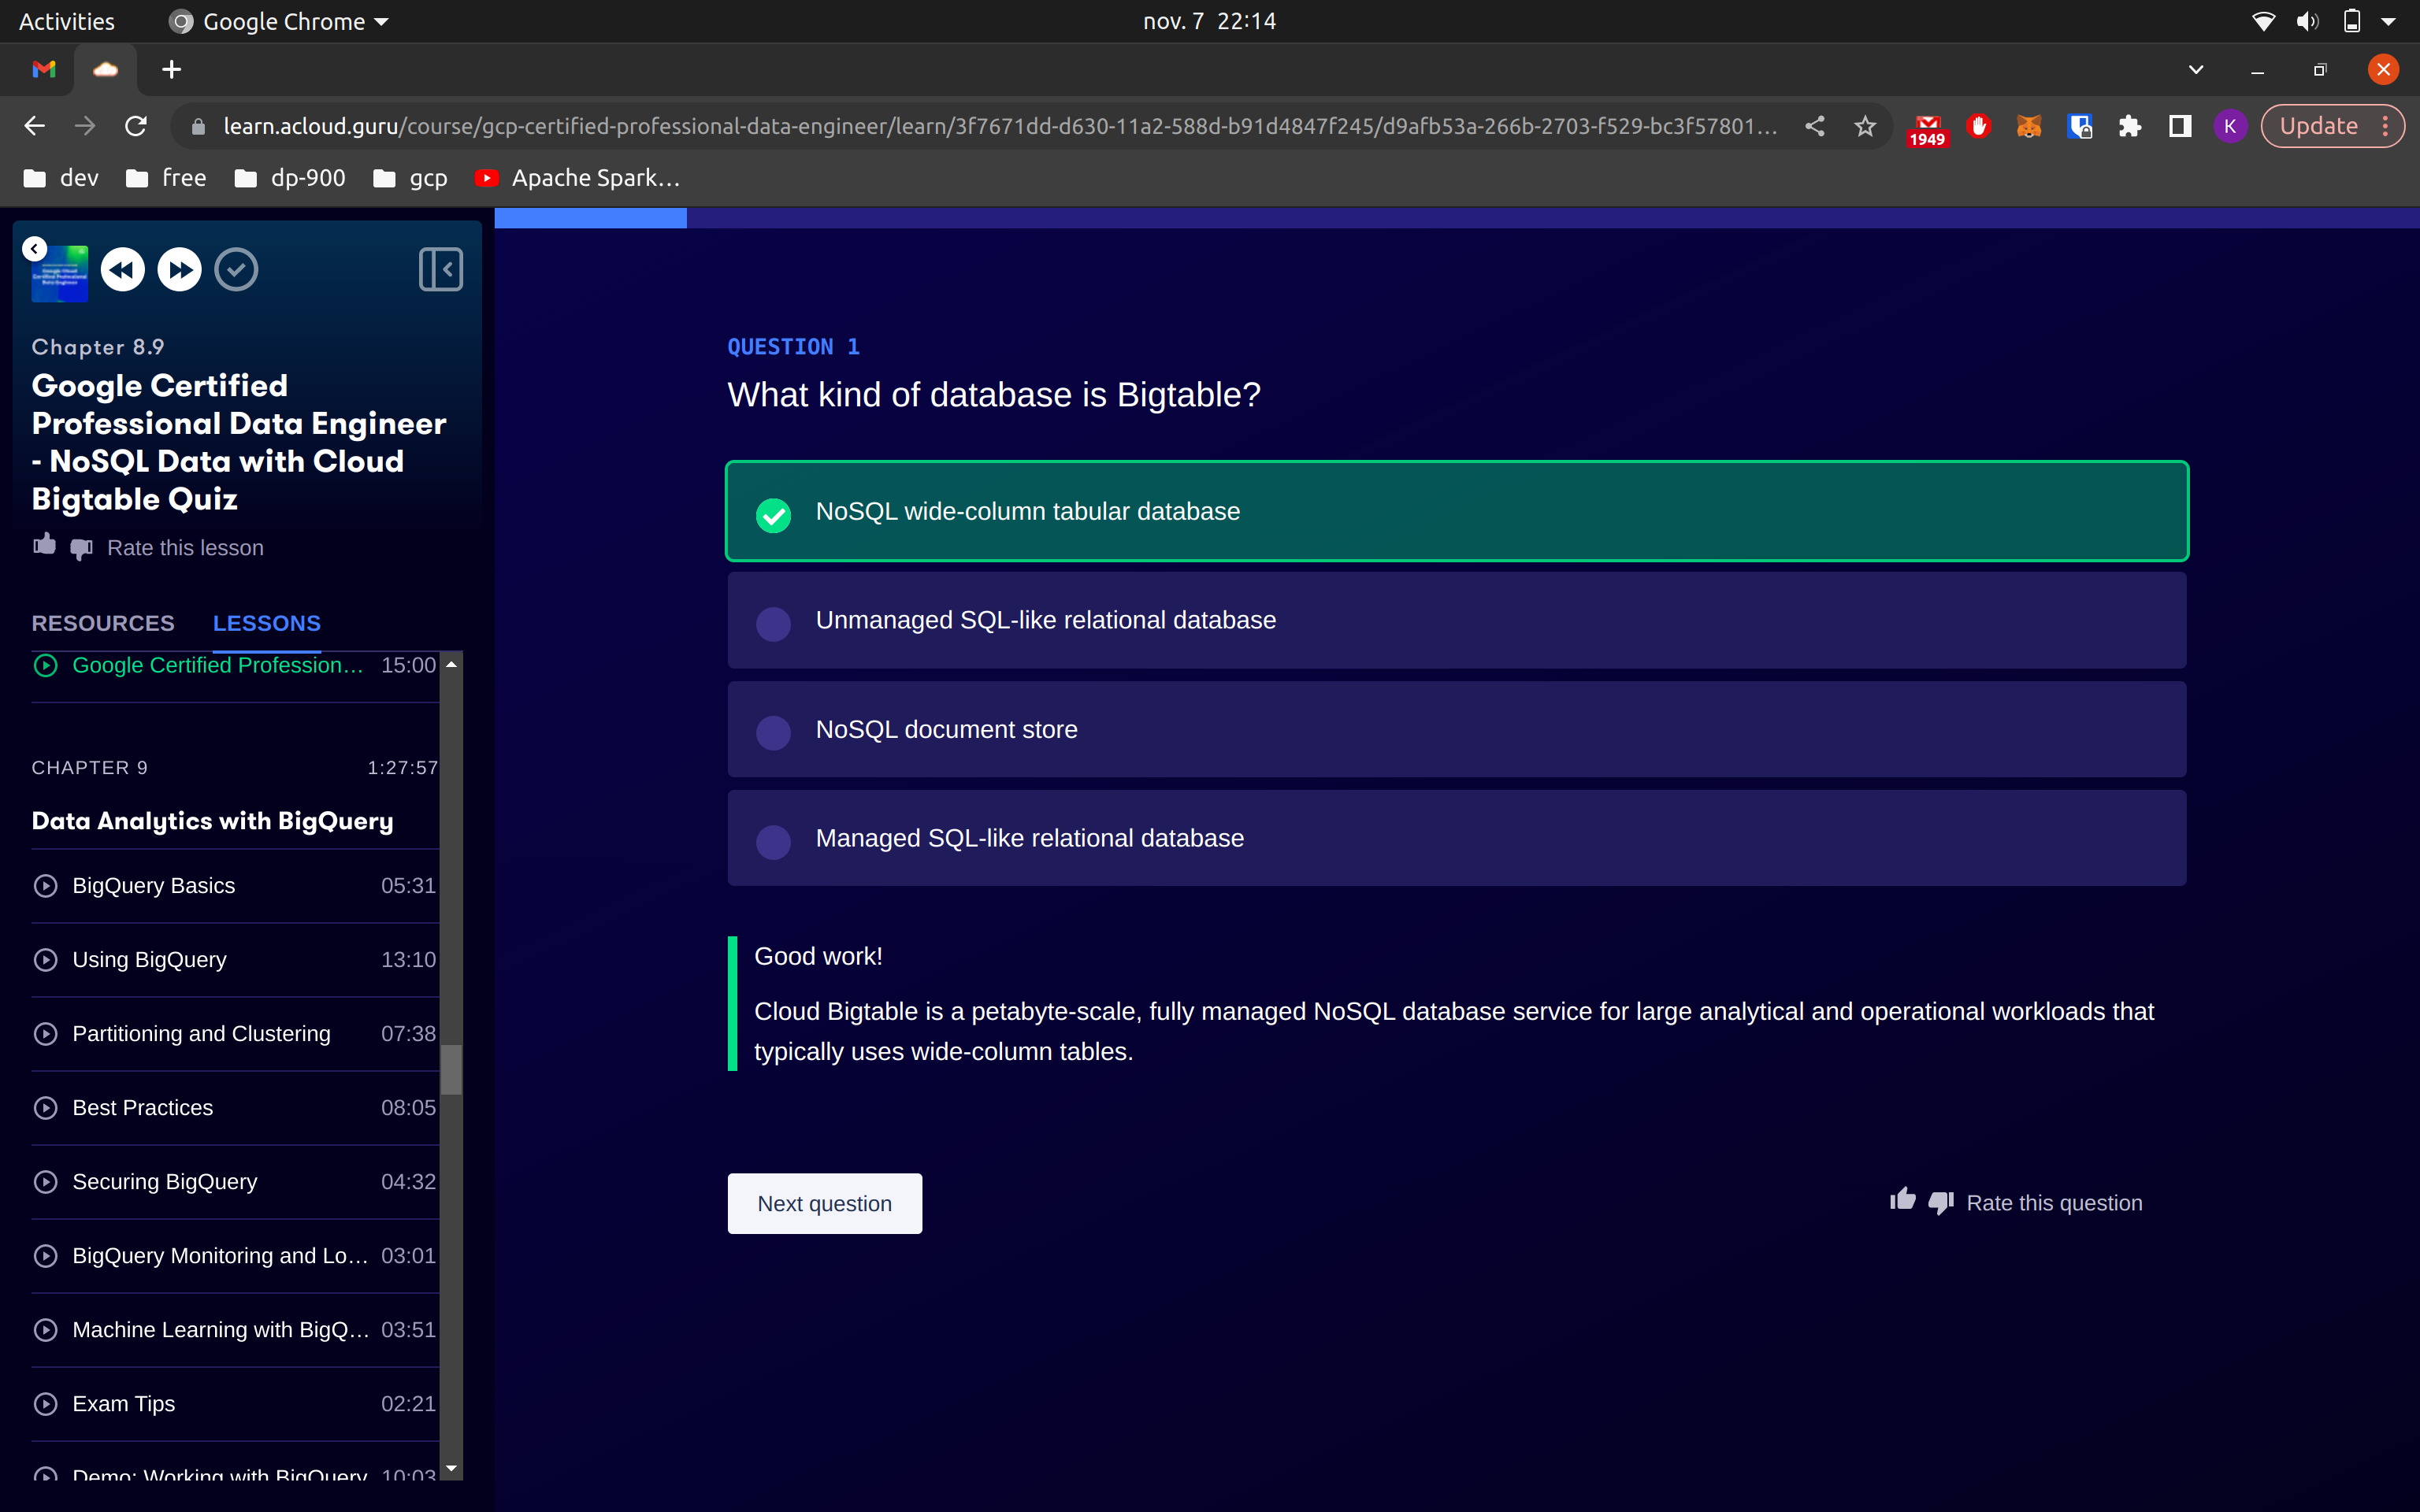 Activities
Google Chrome
nov. 7 22:14
learn.acloud.guru/course/gcp-certified-professional-data-engineer/learn/3f7671dd-d630-11a2-588d-b91d4847f245/d9afb53a-266b-2703-f529-bc3f57801...
1949
K
Update
dev
free
dp-900
gcp
Apache Spark...
Chapter 8.9
Google Certified
Professional Data Engineer
- NoSQL Data with Cloud
Bigtable Quiz
Rate this lesson
RESOURCES
LESSONS
Google Certified Profession... 15:00
CHAPTER 9 1:27:57
Data Analytics with BigQuery
BigQuery Basics 05:31
Using BigQuery 13:10
Partitioning and Clustering 07:38
Best Practices 08:05
Securing BigQuery 04:32
BigQuery Monitoring and Lo... 03:01
Machine Learning with BigQ... 03:51
Exam Tips 02:21
Demo: Working with BigQuery 10:03
QUESTION 1
What kind of database is Bigtable?
NoSQL wide-column tabular database
Unmanaged SQL-like relational database
NoSQL document store
Managed SQL-like relational database
Good work!
Cloud Bigtable is a petabyte-scale, fully managed NoSQL database service for large analytical and operational workloads that
typically uses wide-column tables.
Next question
Rate this question